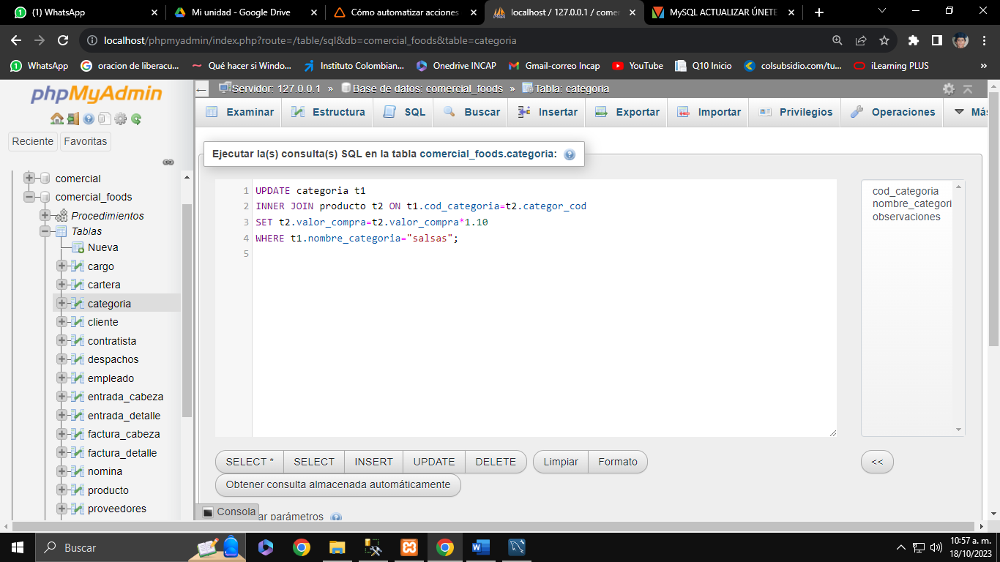 (1) WhatsApp
Mi unidad - Google Drive
Cómo automatizar acciones
localhost / 127.0.0.1 / come
MySQL ACTUALIZAR ÚNETE
localhost/phpmyadmin/index.php?route=/table/sql&db=comercial_foods&table=categoria
WhatsApp
oracion de liberacu...
Qué hacer si Windo...
Instituto Colombian...
Onedrive INCAP
Gmail-correo Incap
YouTube
Q10 Inicio
colsubsidio.com/tu...
iLearning PLUS
»
phpMyAdmin
Reciente
Favoritas
comercial
comercial_foods
Procedimientos
Tablas
Nueva
cargo
cartera
categoria
cliente
contratista
despachos
empleado
entrada_cabeza
entrada_detalle
factura_cabeza
factura_detalle
nomina
producto
proveedores
Servidor: 127.0.0.1 » Base de datos: comercial_foods » Tabla: categoria
Examinar
Estructura
SQL
Buscar
Insertar
Exportar
Importar
Privilegios
Operaciones
Más
Ejecutar la(s) consulta(s) SQL en la tabla comercial_foods.categoria:
1 UPDATE categoria t1
2 INNER JOIN producto t2 ON t1.cod_categoria=t2.categor_cod
3 SET t2.valor_compra=t2.valor_compra*1.10
4 WHERE t1.nombre_categoria="salsas";
5
cod_categoria
nombre_categori
observaciones
SELECT *
SELECT
INSERT
UPDATE
DELETE
Limpiar
Formato
<<
Obtener consulta almacenada automáticamente
Consola
ar parámetros
Buscar
10:57 a. m.
18/10/2023